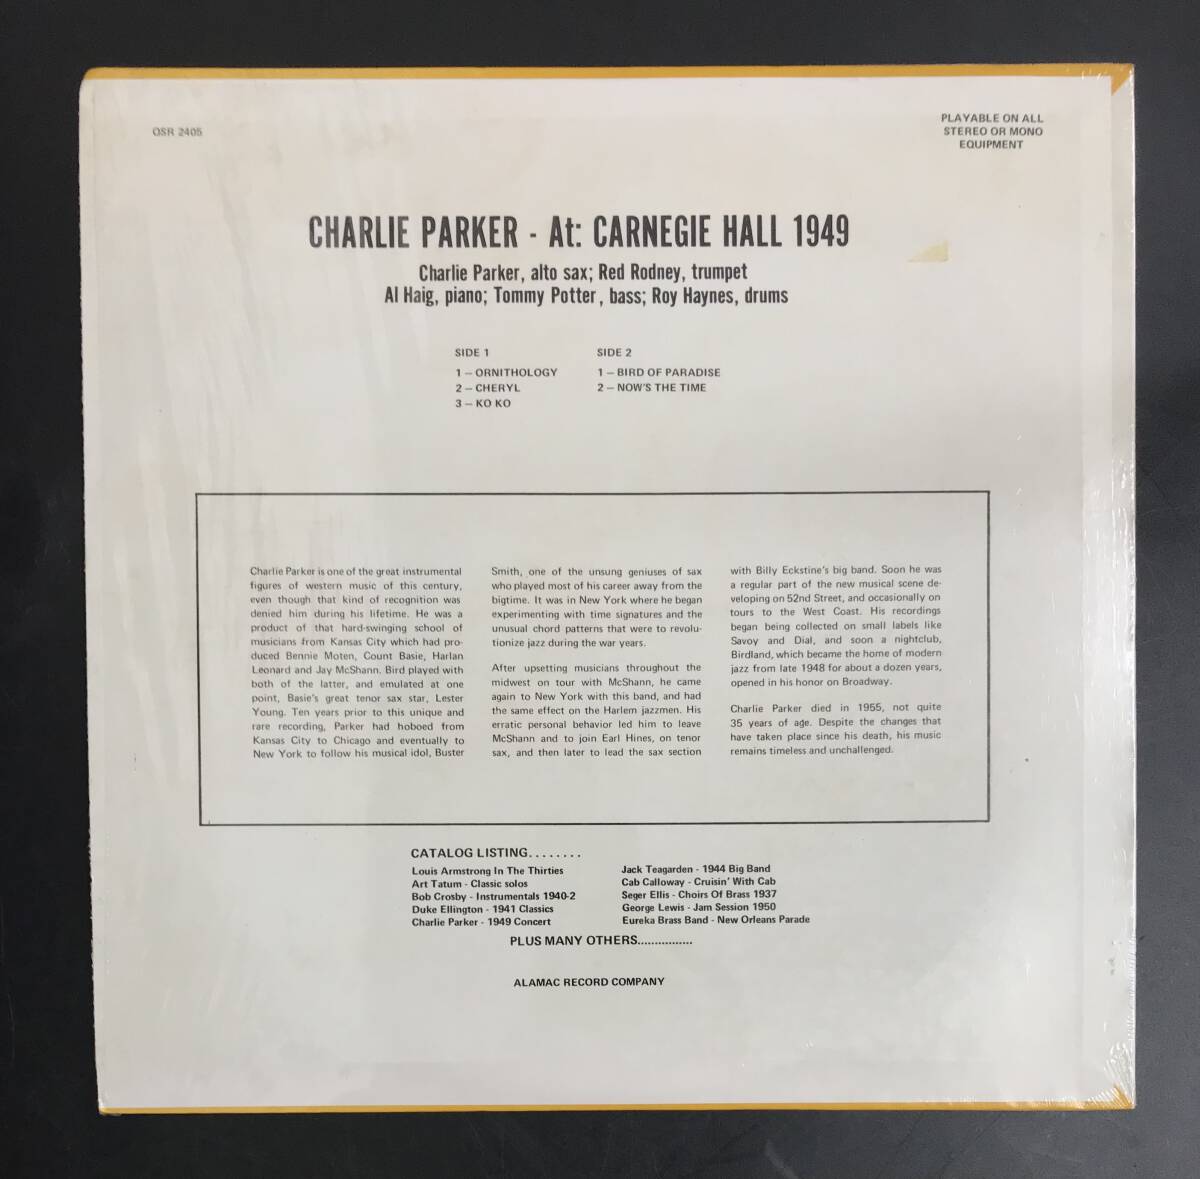 OSR 2405
PLAYABLE ON ALL
STEREO OR MONO
EQUIPMENT
CHARLIE PARKER - At: CARNEGIE HALL 1949
Charlie Parker, alto sax; Red Rodney, trumpet
Al Haig, piano; Tommy Potter, bass; Roy Haynes, drums
SIDE 1
1 – ORNITHOLOGY
2 – CHERYL
3 – KO KO
SIDE 2
1 – BIRD OF PARADISE
2 – NOW'S THE TIME
Charlie Parker is one of the great instrumental
figures of western music of this century,
even though that kind of recognition was
denied him during his lifetime. He was a
product of that hard-swinging school of
musicians from Kansas City which had pro-
duced Bennie Moten, Count Basie, Harlan
Leonard and Jay McShann. Bird played with
both of the latter, and emulated at one
point, Basie's great tenor sax star, Lester
Young. Ten years prior to this unique and
rare recording, Parker had hoboed from
Kansas City to Chicago and eventually to
New York to follow his musical idol, Buster
Smith, one of the unsung geniuses of sax
who played most of his career away from the
bigtime. It was in New York where he began
experimenting with time signatures and the
unusual chord patterns that were to revolu-
tionize jazz during the war years.
After upsetting musicians throughout the
midwest on tour with McShann, he came
again to New York with this band, and had
the same effect on the Harlem jazzmen. His
erratic personal behavior led him to leave
McShann and to join Earl Hines, on tenor
sax, and then later to lead the sax section
with Billy Eckstine's big band. Soon he was
a regular part of the new musical scene de-
veloping on 52nd Street, and occasionally on
tours to the West Coast. His recordings
began being collected on small labels like
Savoy and Dial, and soon a nightclub,
Birdland, which became the home of modern
jazz from late 1948 for about a dozen years,
opened in his honor on Broadway.
Charlie Parker died in 1955, not quite
35 years of age. Despite the changes that
have taken place since his death, his music
remains timeless and unchallenged.
CATALOG LISTING........
Louis Armstrong In The Thirties
Art Tatum - Classic solos
Bob Crosby - Instrumentals 1940-2
Duke Ellington - 1941 Classics
Charlie Parker - 1949 Concert
Jack Teagarden - 1944 Big Band
Cab Calloway - Cruisin' With Cab
Seger Ellis - Choirs Of Brass 1937
George Lewis - Jam Session 1950
Eureka Brass Band - New Orleans Parade
PLUS MANY OTHERS................
ALAMAC RECORD COMPANY